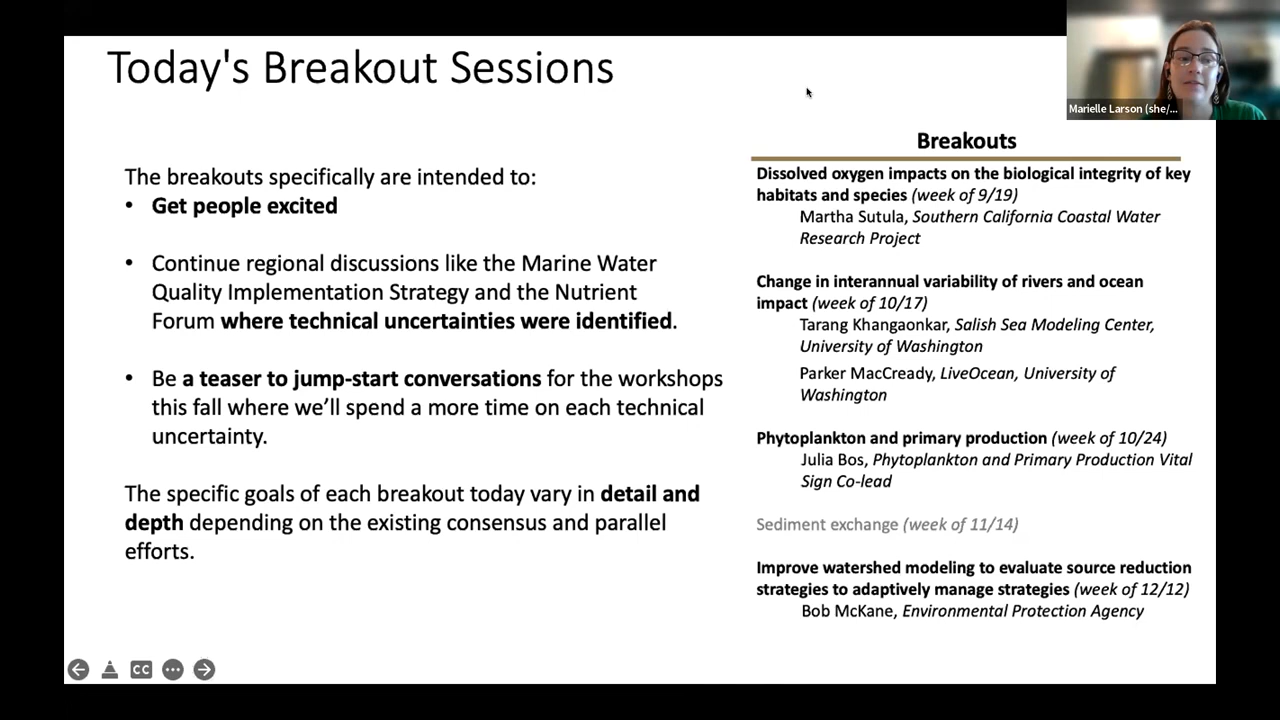 Today's Breakout Sessions
Marielle Larson (she/...
The breakouts specifically are intended to:
• Get people excited
• Continue regional discussions like the Marine Water
Quality Implementation Strategy and the Nutrient
Forum where technical uncertainties were identified.
• Be a teaser to jump-start conversations for the workshops
this fall where we'll spend a more time on each technical
uncertainty.
The specific goals of each breakout today vary in detail and
depth depending on the existing consensus and parallel
efforts.
Breakouts
Dissolved oxygen impacts on the biological integrity of key
habitats and species (week of 9/19)
Martha Sutula, Southern California Coastal Water
Research Project
Change in interannual variability of rivers and ocean
impact (week of 10/17)
Tarang Khangaonkar, Salish Sea Modeling Center,
University of Washington
Parker MacCready, LiveOcean, University of
Washington
Phytoplankton and primary production (week of 10/24)
Julia Bos, Phytoplankton and Primary Production Vital
Sign Co-lead
Sediment exchange (week of 11/14)
Improve watershed modeling to evaluate source reduction
strategies to adaptively manage strategies (week of 12/12)
Bob McKane, Environmental Protection Agency
CC